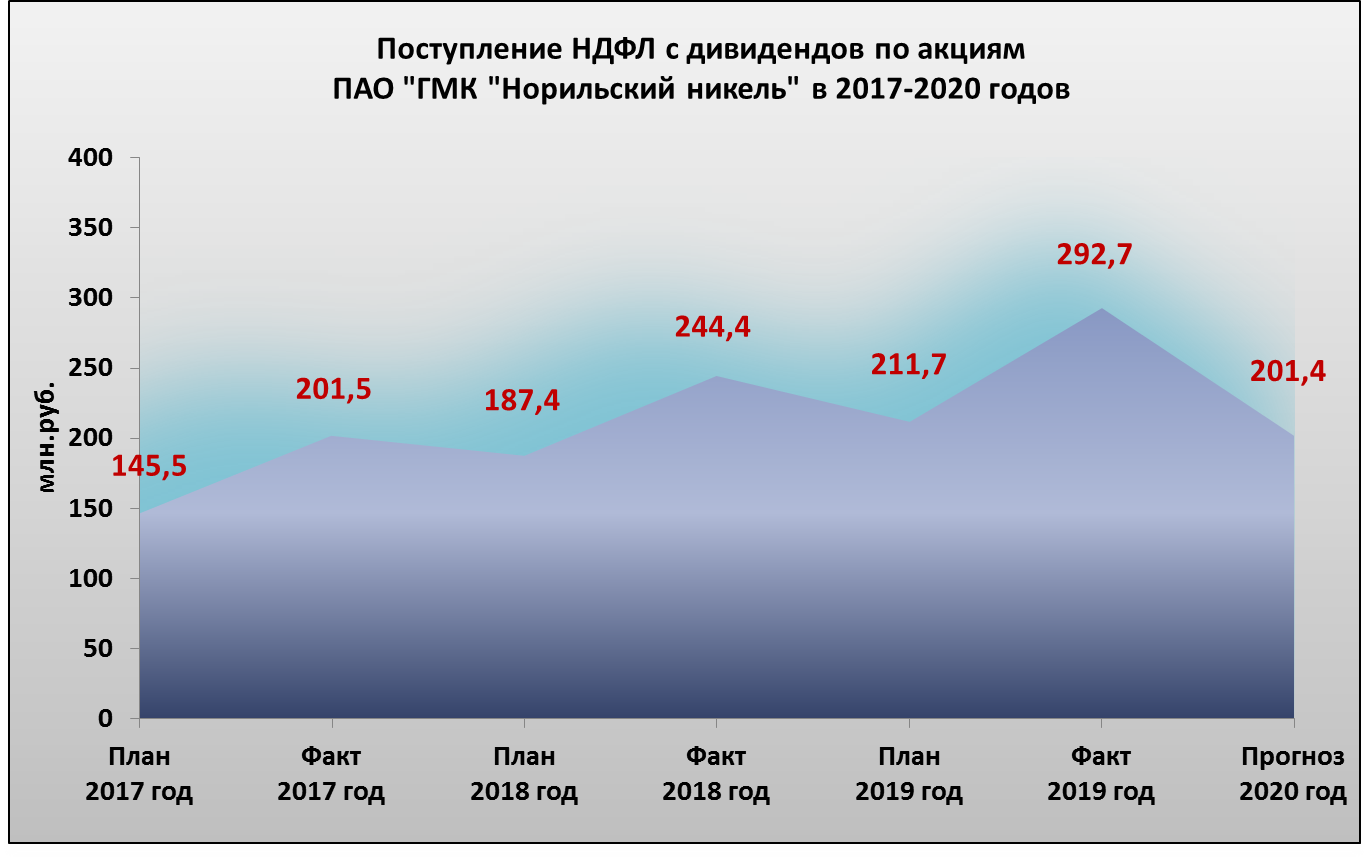 Поступление НДФЛ с дивидендов по акциям
ПАО "ГМК "Норильский никель" в 2017-2020 годов
млн.руб.
400
350
300
250
200
150
100
50
0
145,5
201,5
187,4
244,4
211,7
292,7
201,4
План
2017 год
Факт
2017 год
План
2018 год
Факт
2018 год
План
2019 год
Факт
2019 год
Прогноз
2020 год